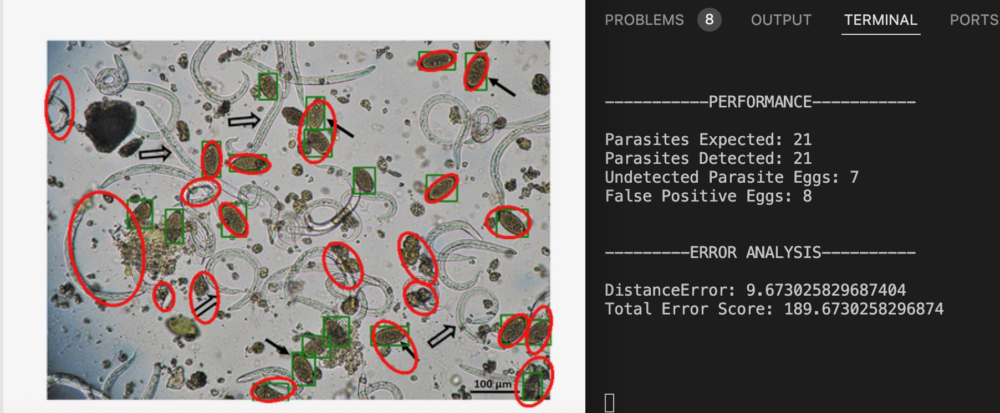 100 µm
PROBLEMS 8 OUTPUT TERMINAL PORTS
-----------PERFORMANCE-----------
Parasites Expected: 21
Parasites Detected: 21
Undetected Parasite Eggs: 7
False Positive Eggs: 8
---------ERROR ANALYSIS----------
DistanceError: 9.673025829687404
Total Error Score: 189.6730258296874